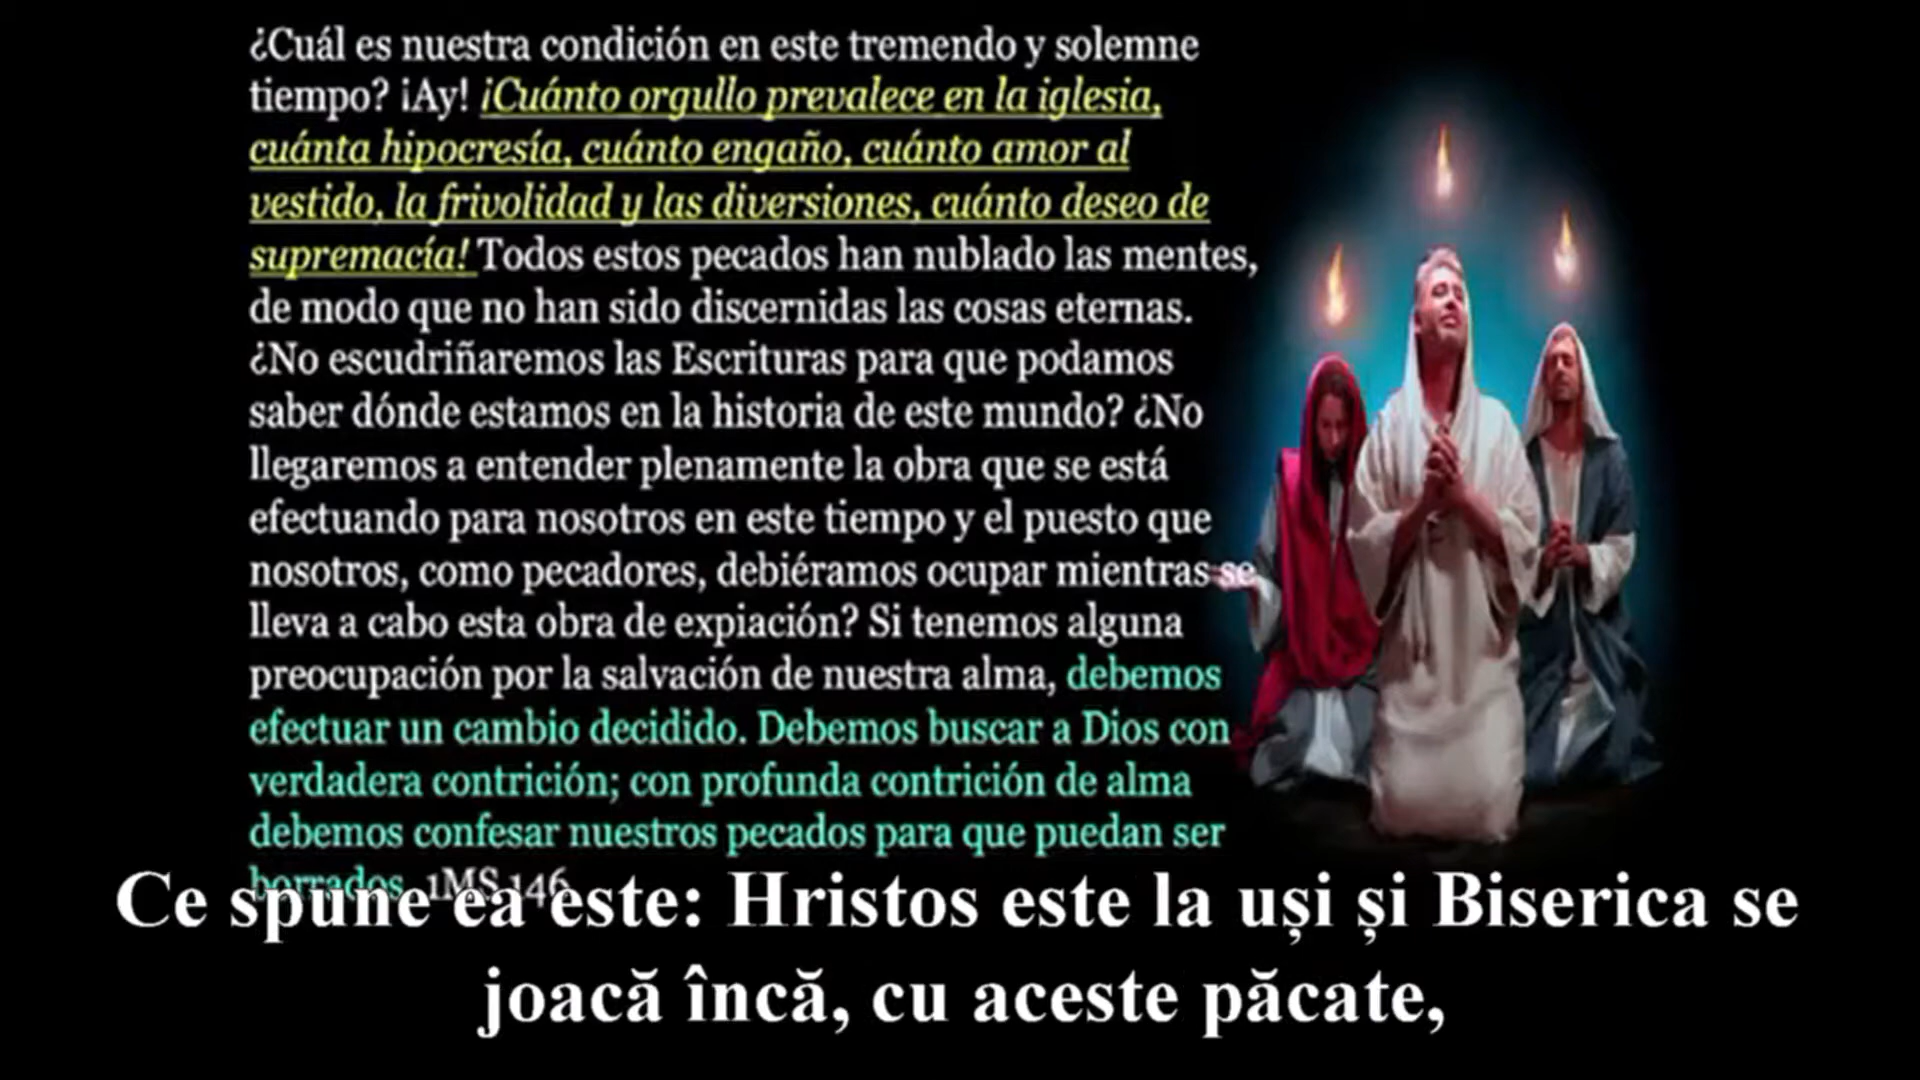 ¿Cuál es nuestra condición en este tremendo y solemne
tiempo? ¡Ay! ¡Cuánto orgullo prevalece en la iglesia,
cuánta hipocresía, cuánto engaño, cuánto amor al
vestido, la frivolidad y las diversiones, cuánto deseo de
supremacía! Todos estos pecados han nublado las mentes,
de modo que no han sido discernidas las cosas eternas.
¿No escudriñaremos las Escrituras para que podamos
saber dónde estamos en la historia de este mundo? ¿No
llegaremos a entender plenamente la obra que se está
efectuando para nosotros en este tiempo y el puesto que
nosotros, como pecadores, debiéramos ocupar mientras se
lleva a cabo esta obra de expiación? Si tenemos alguna
preocupación por la salvación de nuestra alma, debemos
efectuar un cambio decidido. Debemos buscar a Dios con
verdadera contrición; con profunda contrición de alma
debemos confesar nuestros pecados para que puedan ser
borrados. 1MS 146
Ce spune ea este: Hristos este la uși și Biserica se
joacă încă, cu aceste păcate,